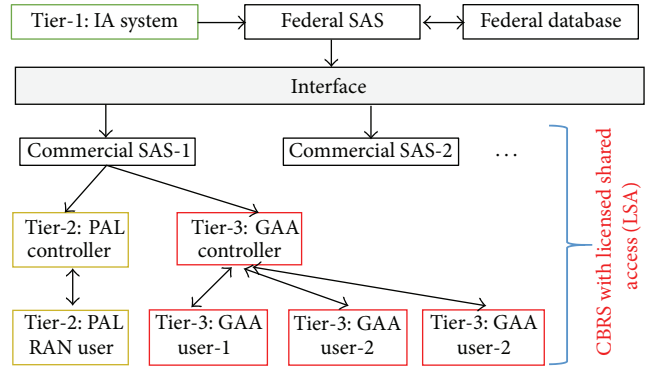 Tier-1: IA system
Federal SAS
Federal database
Interface
Commercial SAS-1
Commercial SAS-2
...
Tier-2: PAL
controller
Tier-3: GAA
controller
Tier-2: PAL
RAN user
Tier-3: GAA
user-1
Tier-3: GAA
user-2
Tier-3: GAA
user-2
CBRS with licensed shared
access (LSA)